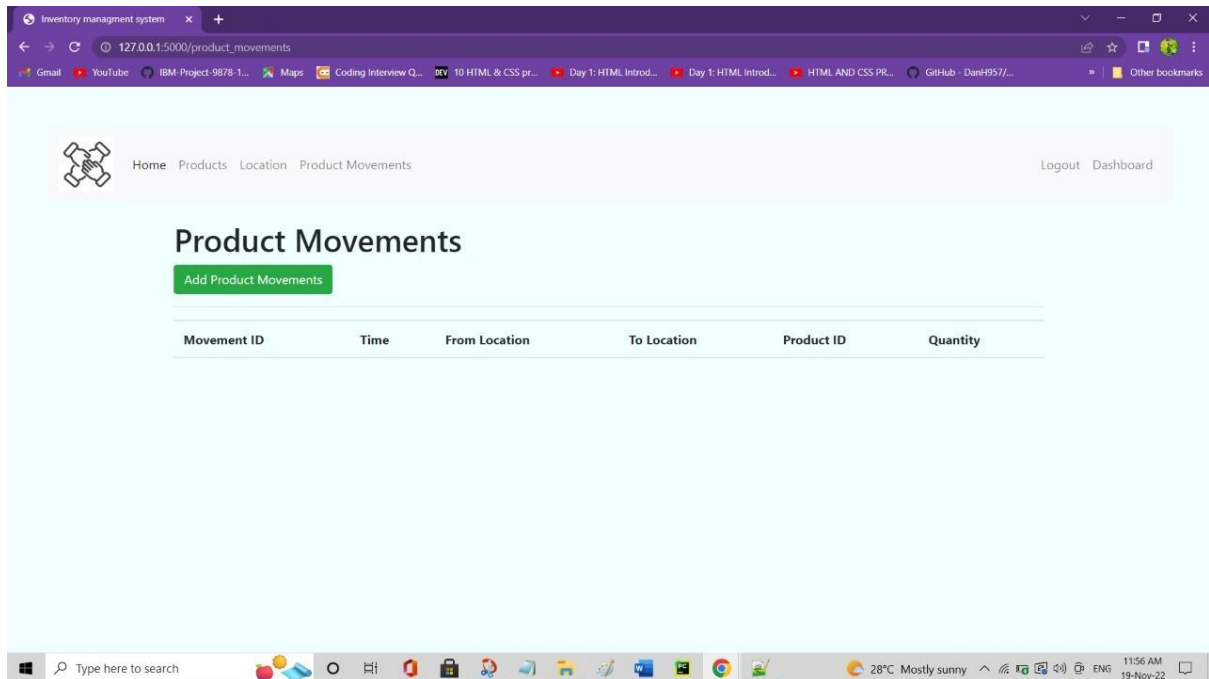 Inventory managment system
127.0.0.1:5000/product_movements
Gmail YouTube IBM-Project-9878-1... Maps Coding Interview Q... DEV 10 HTML & CSS pr... Day 1: HTML Introd... Day 1: HTML Introd... HTML AND CSS PR... GitHub - DanH957/... » Other bookmarks
Home Products Location Product Movements Logout Dashboard
Product Movements
Add Product Movements
Movement ID Time From Location To Location Product ID Quantity
Type here to search 28°C Mostly sunny ENG 11:56 AM
19-Nov-22